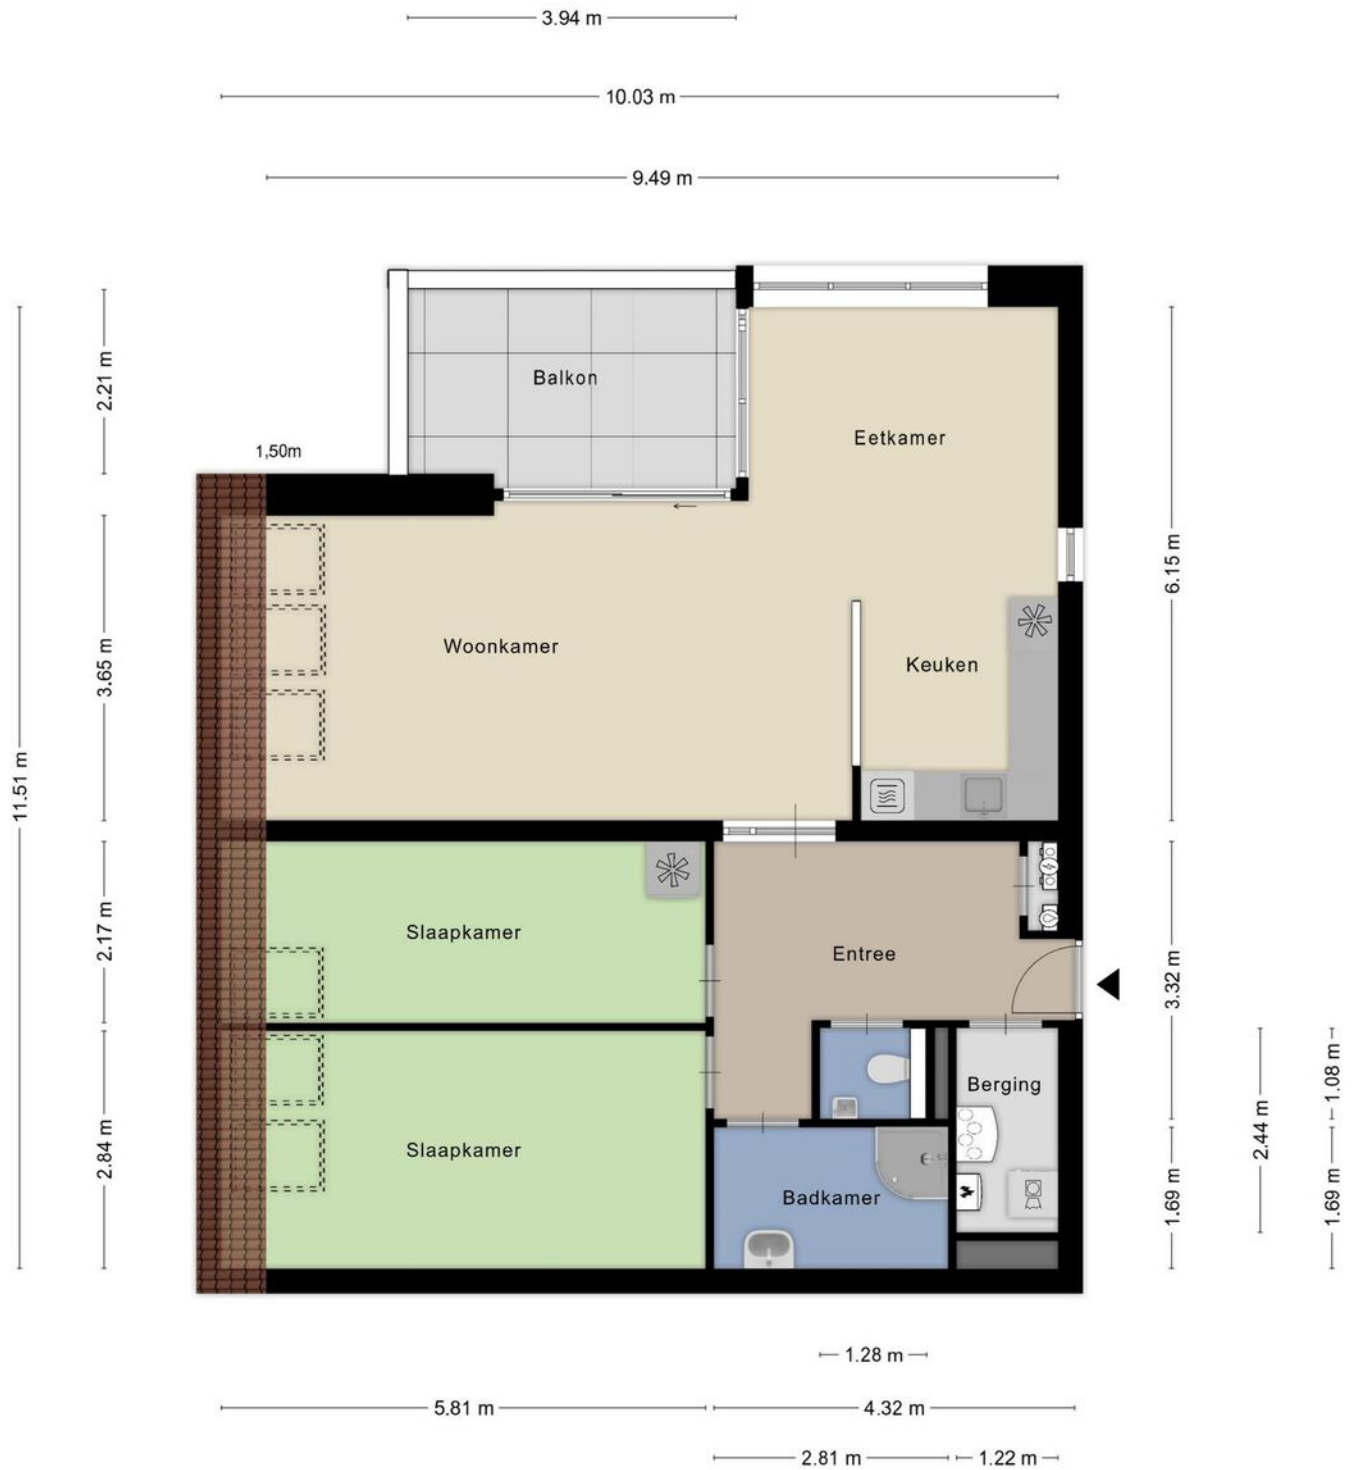 3.94 m
10.03 m
9.49 m
2.21 m
Balkon
Eetkamer
1,50m
11.51 m
3.65 m
6.15 m
Woonkamer
Keuken
2.17 m
Slaapkamer
Entree
3.32 m
Berging
1.08 m
2.44 m
2.84 m
Slaapkamer
Badkamer
1.69 m
1.69 m
1.28 m
5.81 m
4.32 m
2.81 m
1.22 m